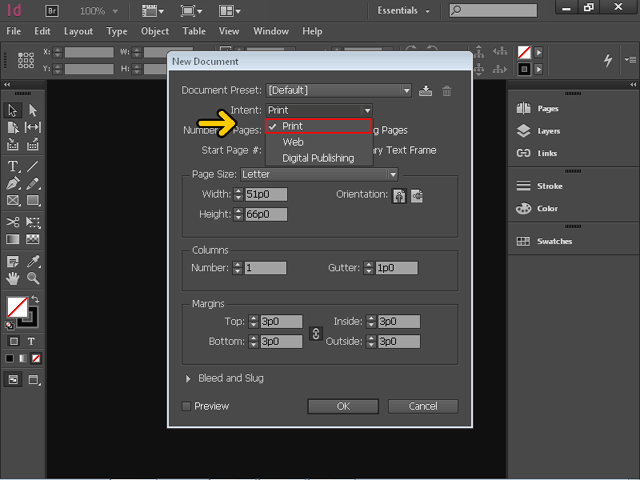 Id Br 100% Essentials
File Edit Layout Type Object Table View Window Help
X: W:
Y: H:
New Document
Document Preset: [Default]
Intent: Print
Number Pages: g Pages
Print
Web
Start Page #: ry Text Frame
Digital Publishing
Page Size: Letter
Width: 51p0 Orientation:
Height: 66p0
Columns
Number: 1 Gutter: 1p0
Margins
Top: 3p0 Inside: 3p0
Bottom: 3p0 Outside: 3p0
Bleed and Slug
Preview OK Cancel
Pages
Layers
Links
Stroke
Color
Swatches
T
T